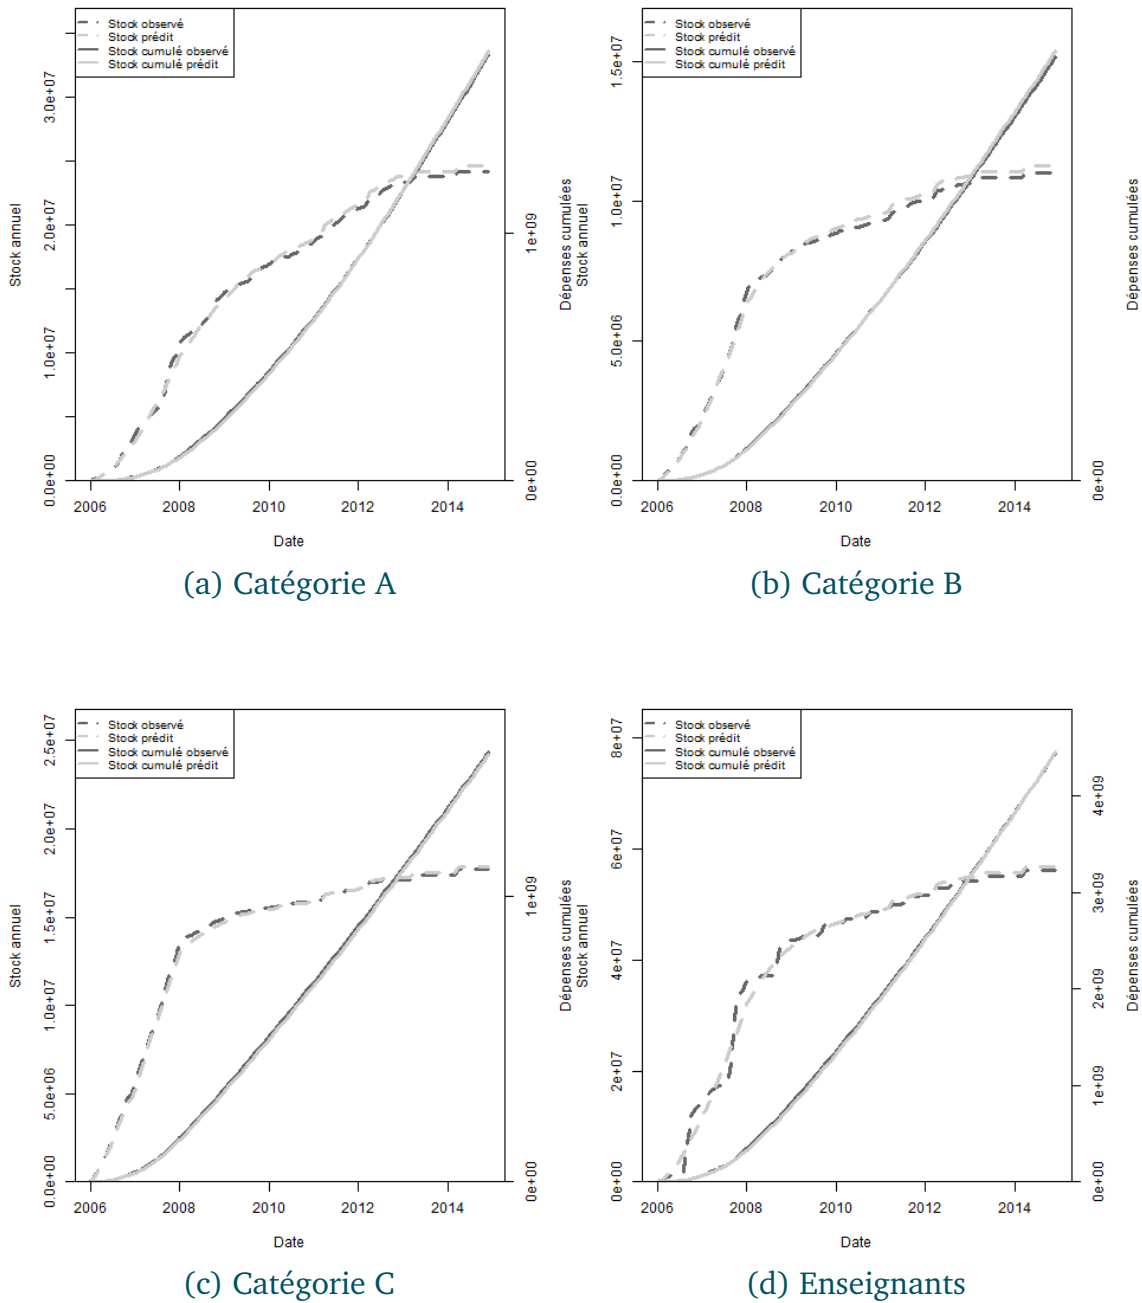 Stock observé
Stock prédit
Stock cumulé observé
Stock cumulé prédit
Stock annuel
0.0e+00
1.0e+07
2.0e+07
3.0e+07
Dépenses cumulées
0e+00
1e+09
2006
2008
2010
2012
2014
Date
(a) Catégorie A
Stock observé
Stock prédit
Stock cumulé observé
Stock cumulé prédit
Stock annuel
0.0e+00
5.0e+06
1.0e+07
1.5e+07
Dépenses cumulées
0e+00
2006
2008
2010
2012
2014
Date
(b) Catégorie B
Stock observé
Stock prédit
Stock cumulé observé
Stock cumulé prédit
Stock annuel
0.0e+00
5.0e+06
1.0e+07
1.5e+07
2.0e+07
2.5e+07
Dépenses cumulées
0e+00
1e+09
2006
2008
2010
2012
2014
Date
(c) Catégorie C
Stock observé
Stock prédit
Stock cumulé observé
Stock cumulé prédit
Stock annuel
0e+00
2e+07
4e+07
6e+07
8e+07
Dépenses cumulées
0e+00
1e+09
2e+09
3e+09
4e+09
2006
2008
2010
2012
2014
Date
(d) Enseignants